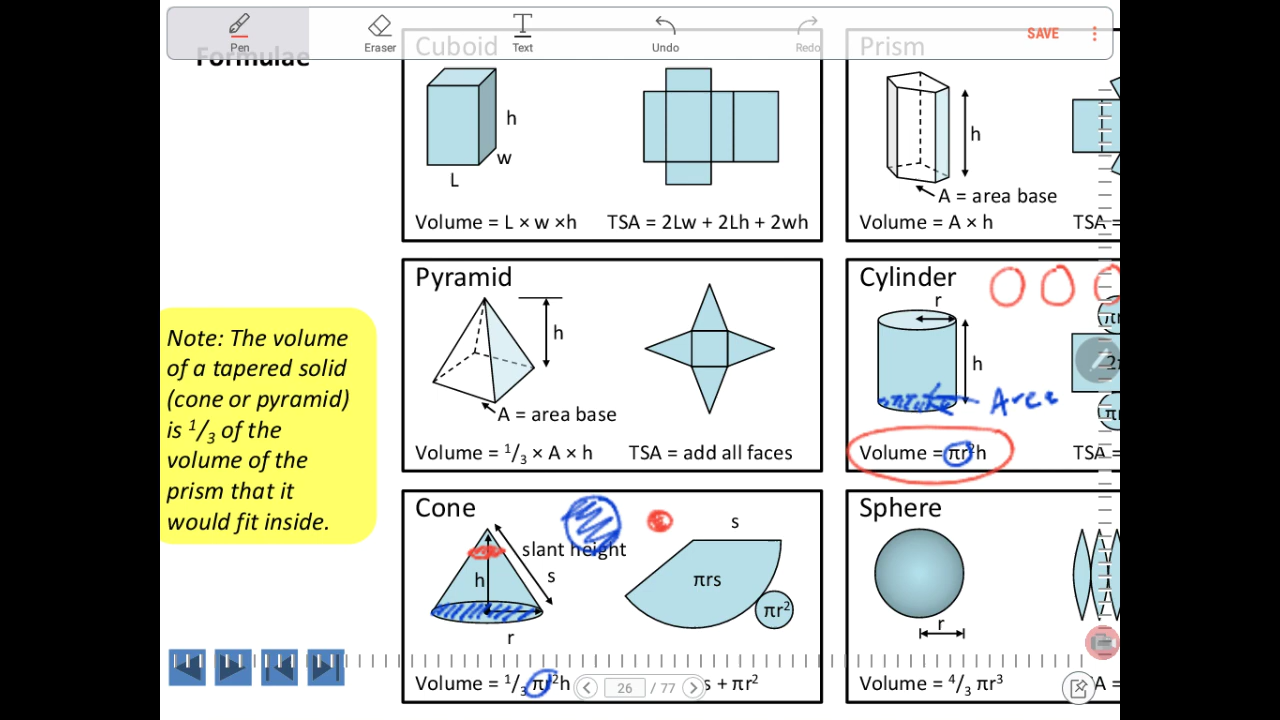 Pen
Eraser
Text
Undo
Redo
SAVE
Formulae
Cuboid
h
w
L
Volume = L × w ×h
TSA = 2Lw + 2Lh + 2wh
Prism
h
A = area base
Volume = A × h
TSA =
Pyramid
h
A = area base
Volume = ¹/₃ × A × h
TSA = add all faces
Cylinder
r
h
Area
Volume = πr²h
TSA =
Note: The volume
of a tapered solid
(cone or pyramid)
is ¹/₃ of the
volume of the
prism that it
would fit inside.
Cone
slant height
h
s
r
s
πrs
πr²
Volume = ¹/₃ πr²h
s + πr²
Sphere
r
Volume = ⁴/₃ πr³
A =
26 / 77